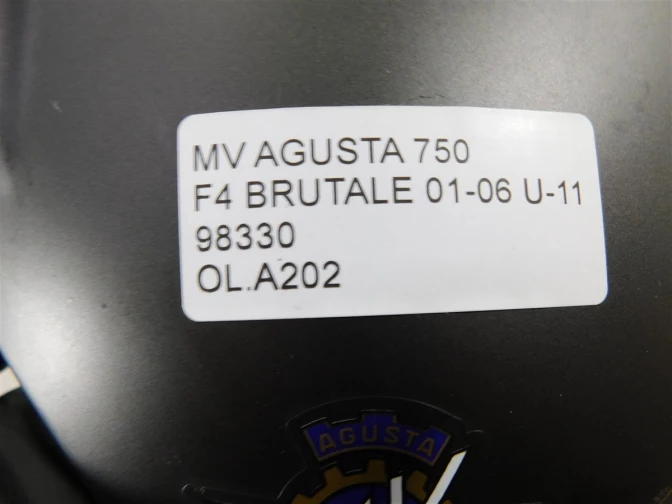 MV AGUSTA 750
F4 BRUTALE 01-06 U-11
98330
OL.A202
AGUSTA